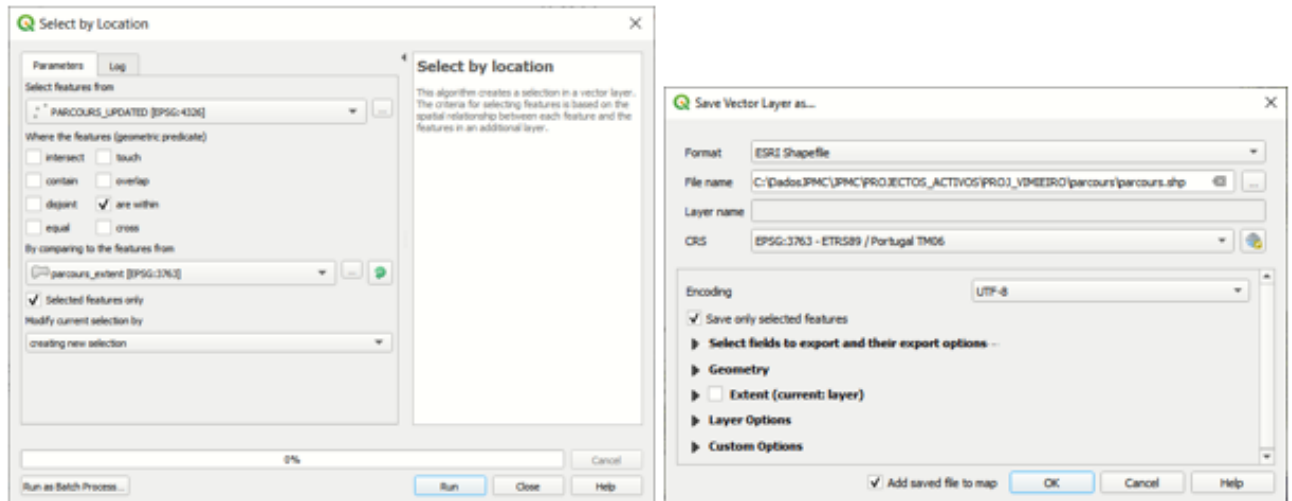 Select by Location
Parameters Log
Select features from
PARCOURS_UPDATED [EPSG:4326]
...
Where the features (geometric predicate)
intersect touch
contain overlap
disjoint are within
equal cross
By comparing to the features from
parcours_extent [EPSG:3763]
...
Selected features only
Modify current selection by
creating new selection
Select by location
This algorithm creates a selection in a vector layer.
The criteria for selecting features is based on the
spatial relationship between each feature and the
features in an additional layer.
0%
Cancel
Run as Batch Process...
Run Close Help
Save Vector Layer as...
Format ESRI Shapefile
File name C:\DadosJPMC\JPMC\PROJECTOS_ACTIVOS\PROJ_VIMIEIRO\parcours\parcours.shp
...
Layer name
CRS EPSG:3763 - ETRS89 / Portugal TM06
Encoding UTF-8
Save only selected features
Select fields to export and their export options
Geometry
Extent (current: layer)
Layer Options
Custom Options
Add saved file to map OK Cancel Help